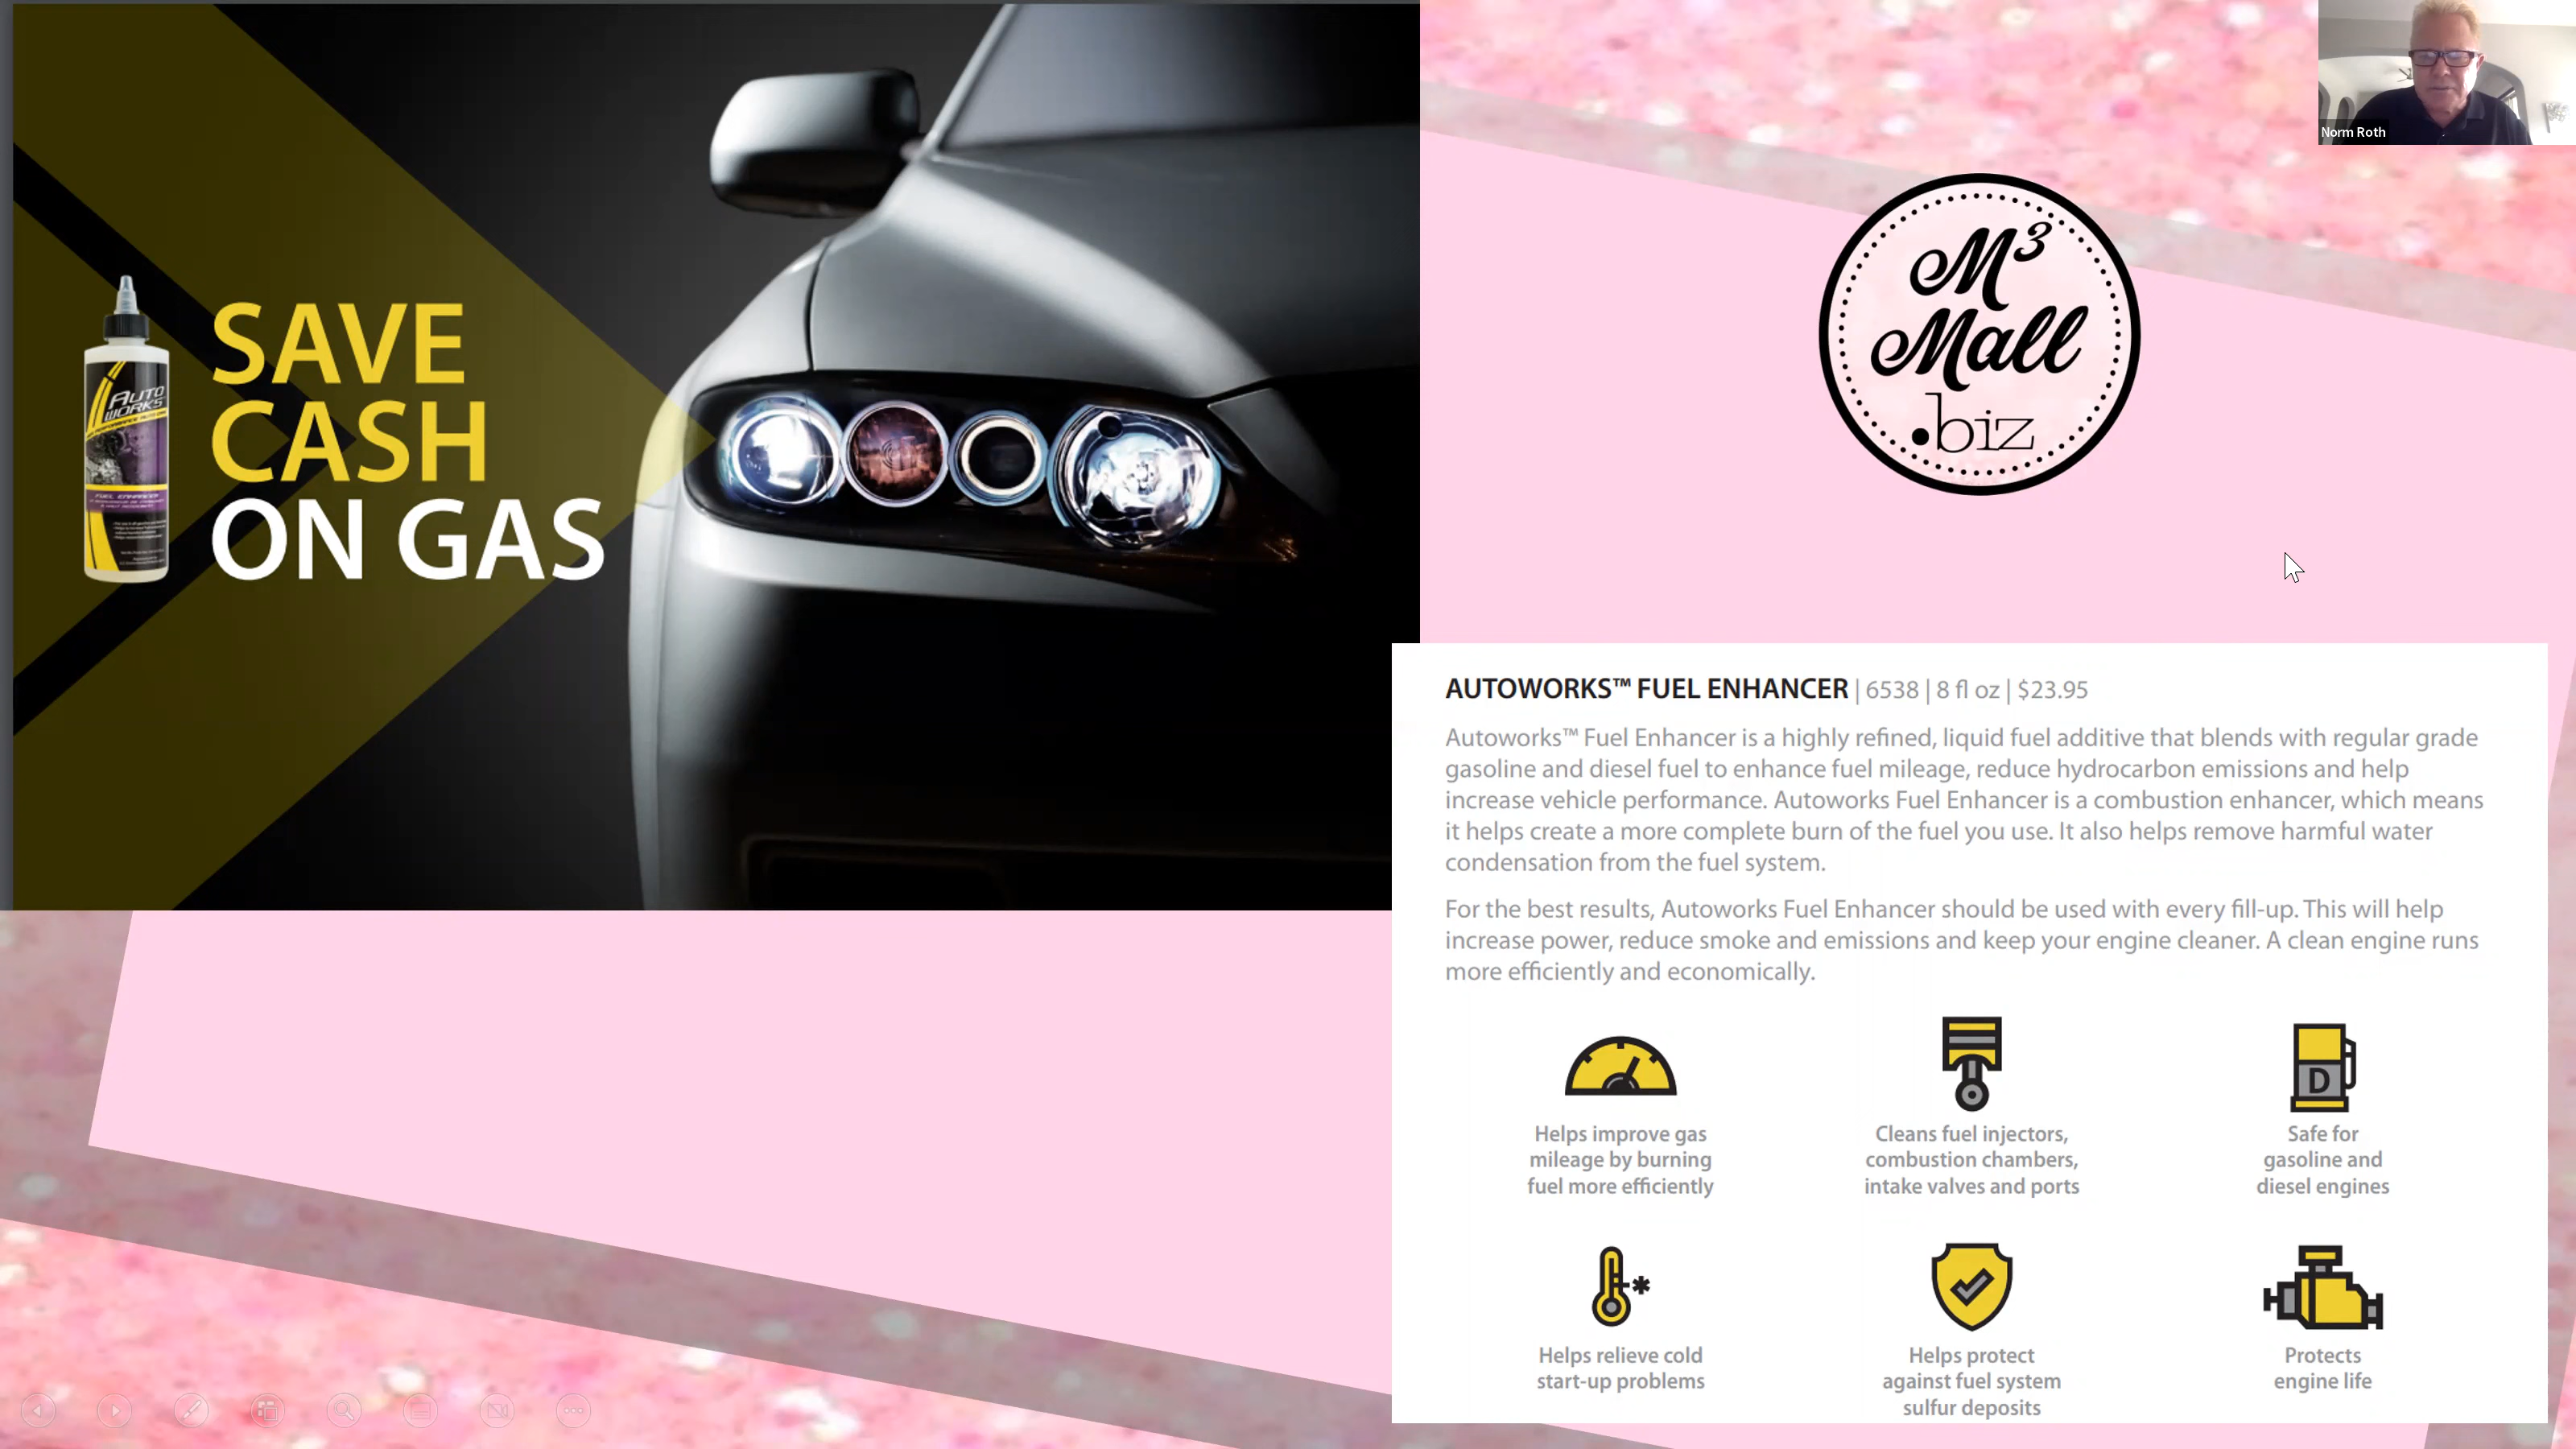 SAVE
CASH
ON GAS
AUTO
WORKS
FUEL ENHANCER
Norm Roth
M3
Mall
.biz
AUTOWORKS™ FUEL ENHANCER | 6538 | 8 fl oz | $23.95
Autoworks™ Fuel Enhancer is a highly refined, liquid fuel additive that blends with regular grade
gasoline and diesel fuel to enhance fuel mileage, reduce hydrocarbon emissions and help
increase vehicle performance. Autoworks Fuel Enhancer is a combustion enhancer, which means
it helps create a more complete burn of the fuel you use. It also helps remove harmful water
condensation from the fuel system.
For the best results, Autoworks Fuel Enhancer should be used with every fill-up. This will help
increase power, reduce smoke and emissions and keep your engine cleaner. A clean engine runs
more efficiently and economically.
Helps improve gas
mileage by burning
fuel more efficiently
Cleans fuel injectors,
combustion chambers,
intake valves and ports
D
Safe for
gasoline and
diesel engines
Helps relieve cold
start-up problems
Helps protect
against fuel system
sulfur deposits
Protects
engine life